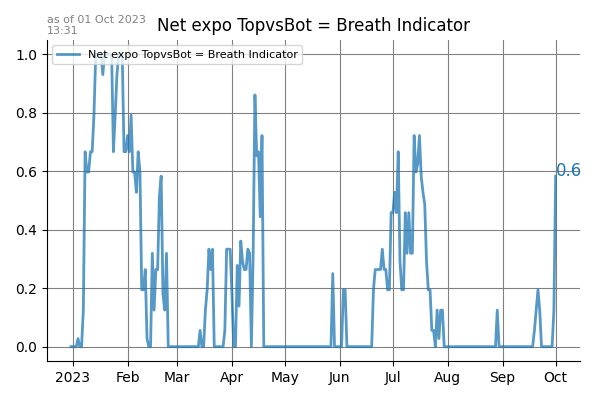 as of 01 Oct 2023
13:31
Net expo TopvsBot = Breath Indicator
Net expo TopvsBot = Breath Indicator
1.0
0.8
0.6
0.4
0.2
0.0
0.6
2023 Feb Mar Apr May Jun Jul Aug Sep Oct